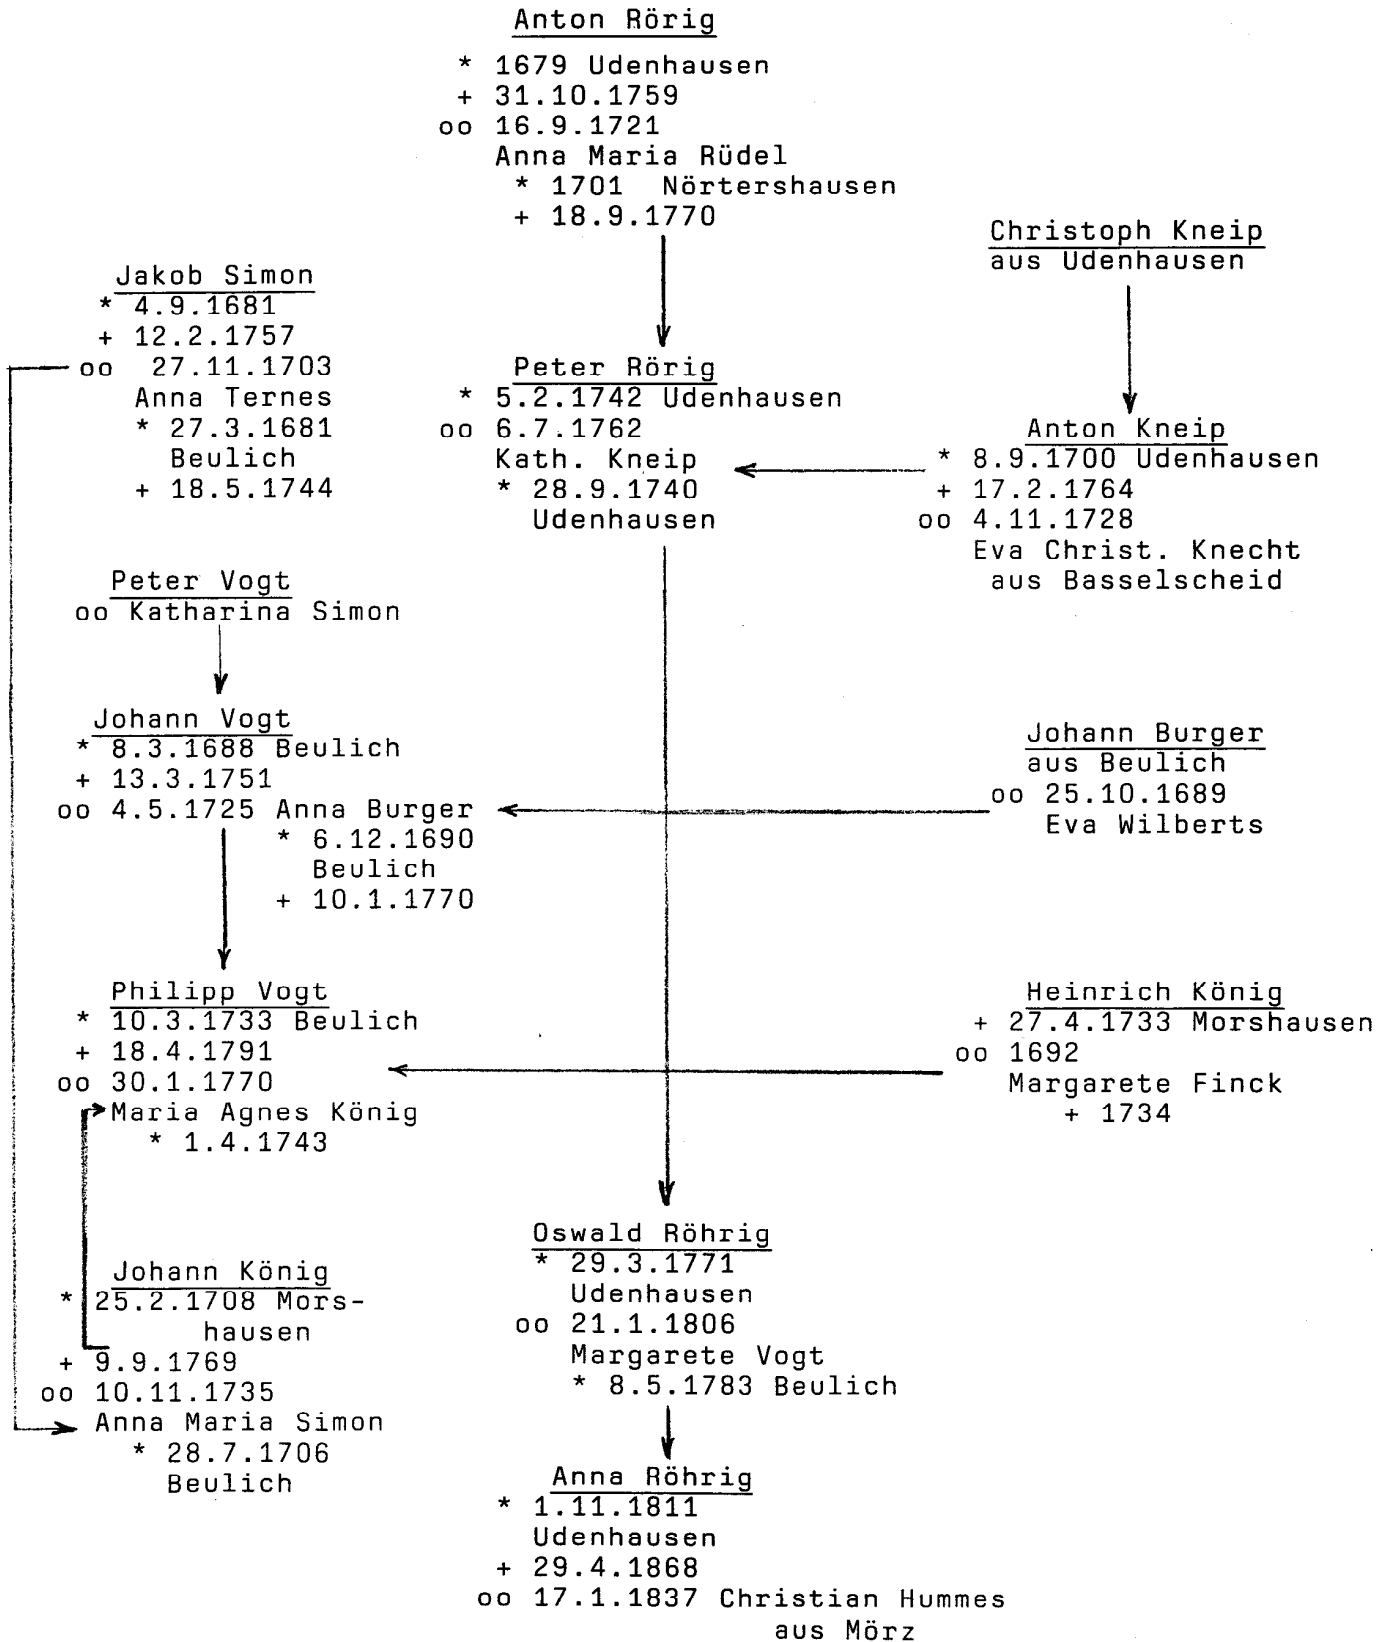 Anton Rörig
* 1679 Udenhausen
+ 31.10.1759
oo 16.9.1721
Anna Maria Rüdel
* 1701 Nörtershausen
+ 18.9.1770
Christoph Kneip
aus Udenhausen
Jakob Simon
* 4.9.1681
+ 12.2.1757
oo 27.11.1703
Anna Ternes
* 27.3.1681
Beulich
+ 18.5.1744
Peter Rörig
* 5.2.1742 Udenhausen
oo 6.7.1762
Kath. Kneip
* 28.9.1740
Udenhausen
Anton Kneip
* 8.9.1700 Udenhausen
+ 17.2.1764
oo 4.11.1728
Eva Christ. Knecht
aus Basselscheid
Peter Vogt
oo Katharina Simon
Johann Vogt
* 8.3.1688 Beulich
+ 13.3.1751
oo 4.5.1725 Anna Burger
* 6.12.1690
Beulich
+ 10.1.1770
Johann Burger
aus Beulich
oo 25.10.1689
Eva Wilberts
Philipp Vogt
* 10.3.1733 Beulich
+ 18.4.1791
oo 30.1.1770
Maria Agnes König
* 1.4.1743
Heinrich König
+ 27.4.1733 Morshausen
oo 1692
Margarete Finck
+ 1734
Johann König
* 25.2.1708 Mors-
hausen
+ 9.9.1769
oo 10.11.1735
Anna Maria Simon
* 28.7.1706
Beulich
Oswald Röhrig
* 29.3.1771
Udenhausen
oo 21.1.1806
Margarete Vogt
* 8.5.1783 Beulich
Anna Röhrig
* 1.11.1811
Udenhausen
+ 29.4.1868
oo 17.1.1837 Christian Hummes
aus Mörz